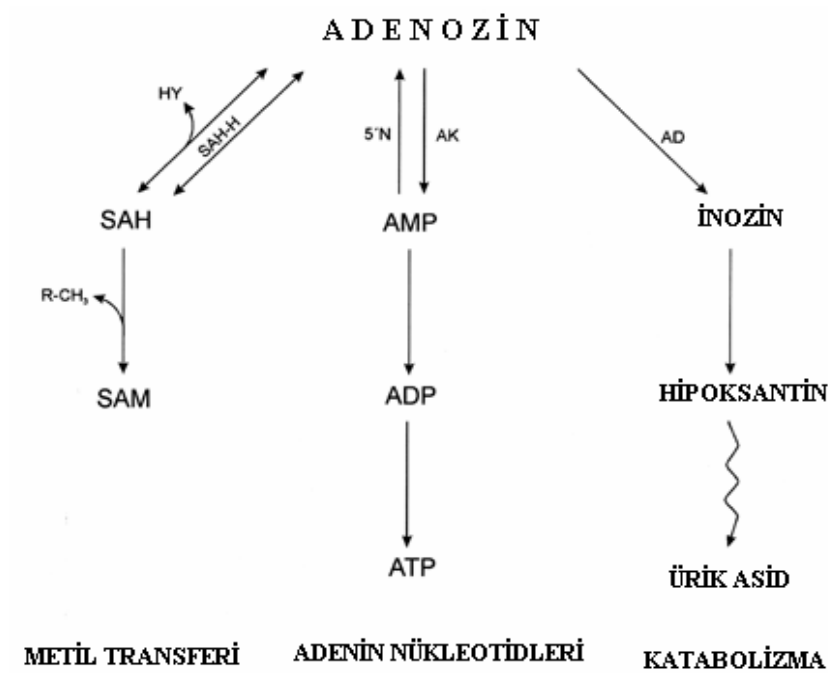 ADENOZİN
HY
SAH-H
5´N
AK
AD
SAH
AMP
İNOZİN
R-CH₃
SAM
ADP
HİPOKSANTİN
ATP
ÜRİK ASİD
METİL TRANSFERİ
ADENİN NÜKLEOTİDLERİ
KATABOLİZMA